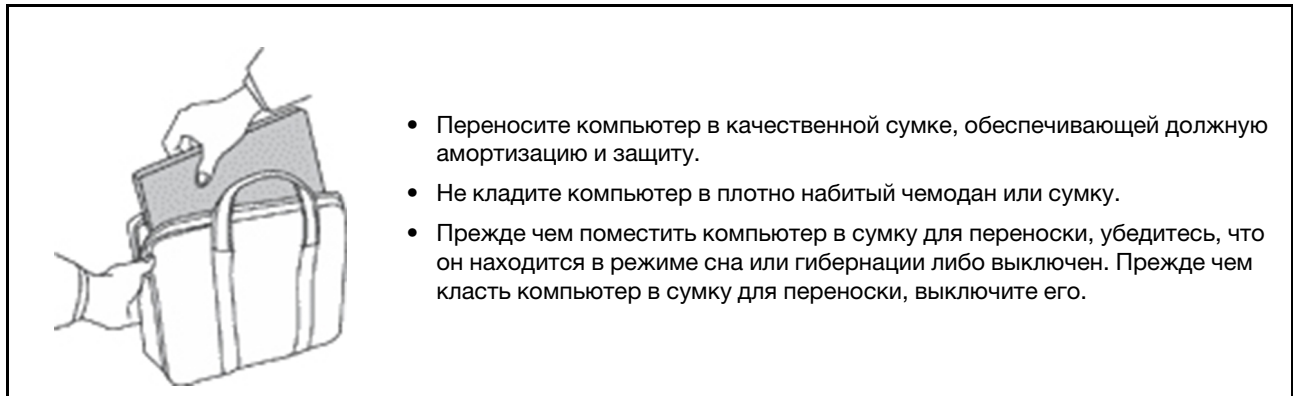 • Переносите компьютер в качественной сумке, обеспечивающей должную
амортизацию и защиту.
• Не кладите компьютер в плотно набитый чемодан или сумку.
• Прежде чем поместить компьютер в сумку для переноски, убедитесь, что
он находится в режиме сна или гибернации либо выключен. Прежде чем
класть компьютер в сумку для переноски, выключите его.